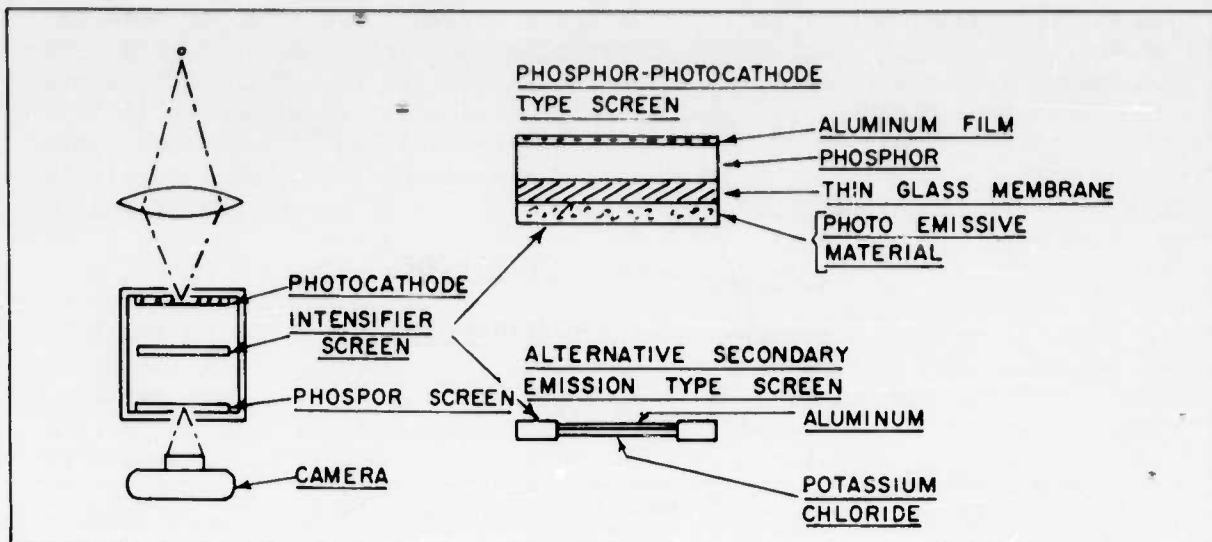 PHOSPHOR-PHOTOCATHODE
TYPE SCREEN
ALUMINUM FILM
PHOSPHOR
THIN GLASS MEMBRANE
PHOTO EMISSIVE
MATERIAL
PHOTOCATHODE
INTENSIFIER
SCREEN
PHOSPOR SCREEN
CAMERA
ALTERNATIVE SECONDARY
EMISSION TYPE SCREEN
ALUMINUM
POTASSIUM
CHLORIDE